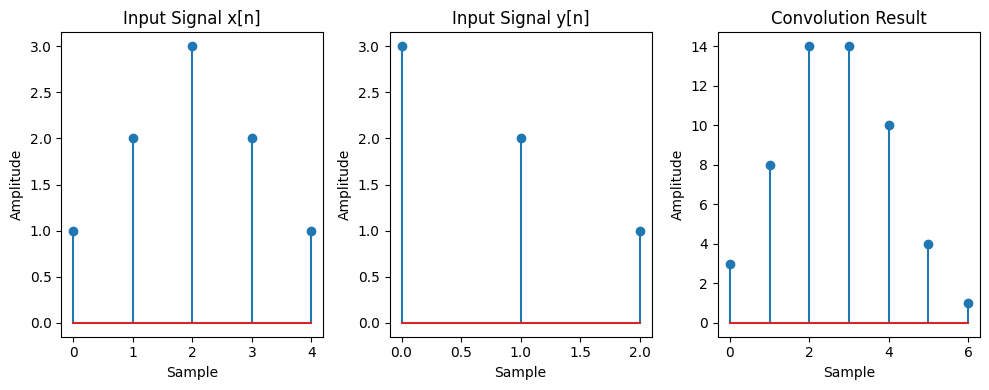 Input Signal x[n]
3.0
2.5
2.0
1.5
1.0
0.5
0.0
Amplitude
0 1 2 3 4
Sample
Input Signal y[n]
3.0
2.5
2.0
1.5
1.0
0.5
0.0
Amplitude
0.0 0.5 1.0 1.5 2.0
Sample
Convolution Result
14
12
10
8
6
4
2
0
Amplitude
0 2 4 6
Sample